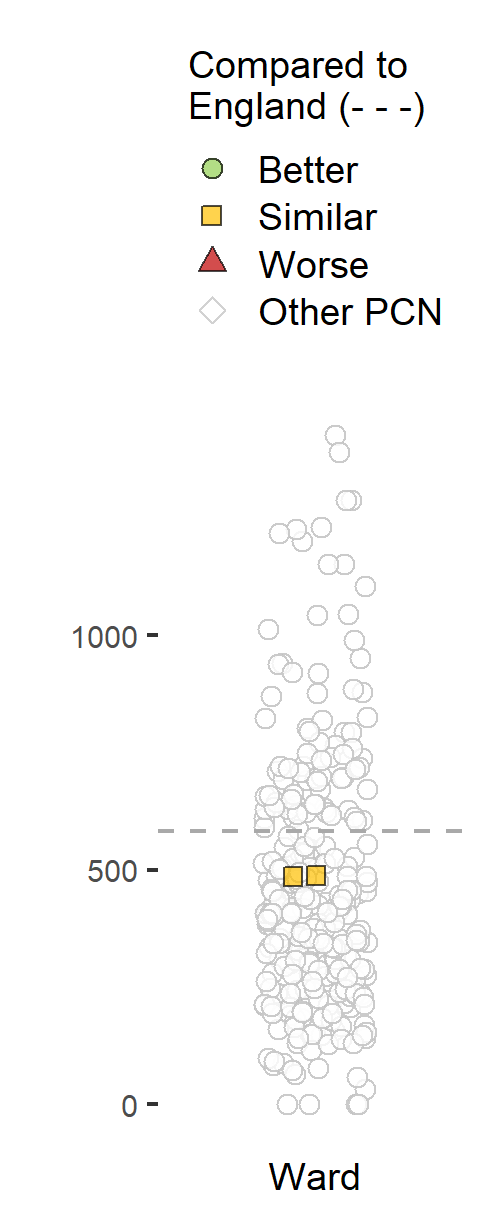 Compared to
England (- - -)
Better
Similar
Worse
Other PCN
1000
500
0
Ward